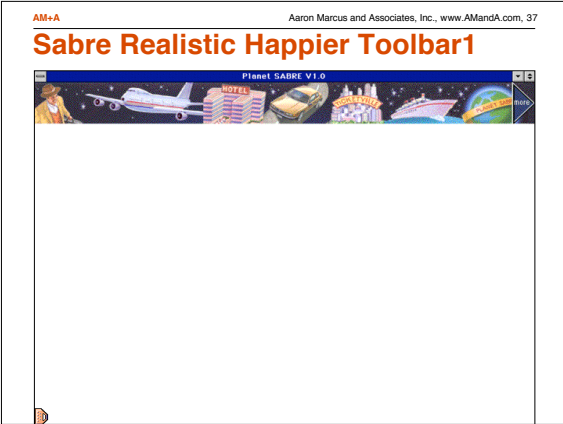 AM+A
Aaron Marcus and Associates, Inc., www.AMandA.com, 37
Sabre Realistic Happier Toolbar1
Planet SABRE V1.0
HOTEL
more